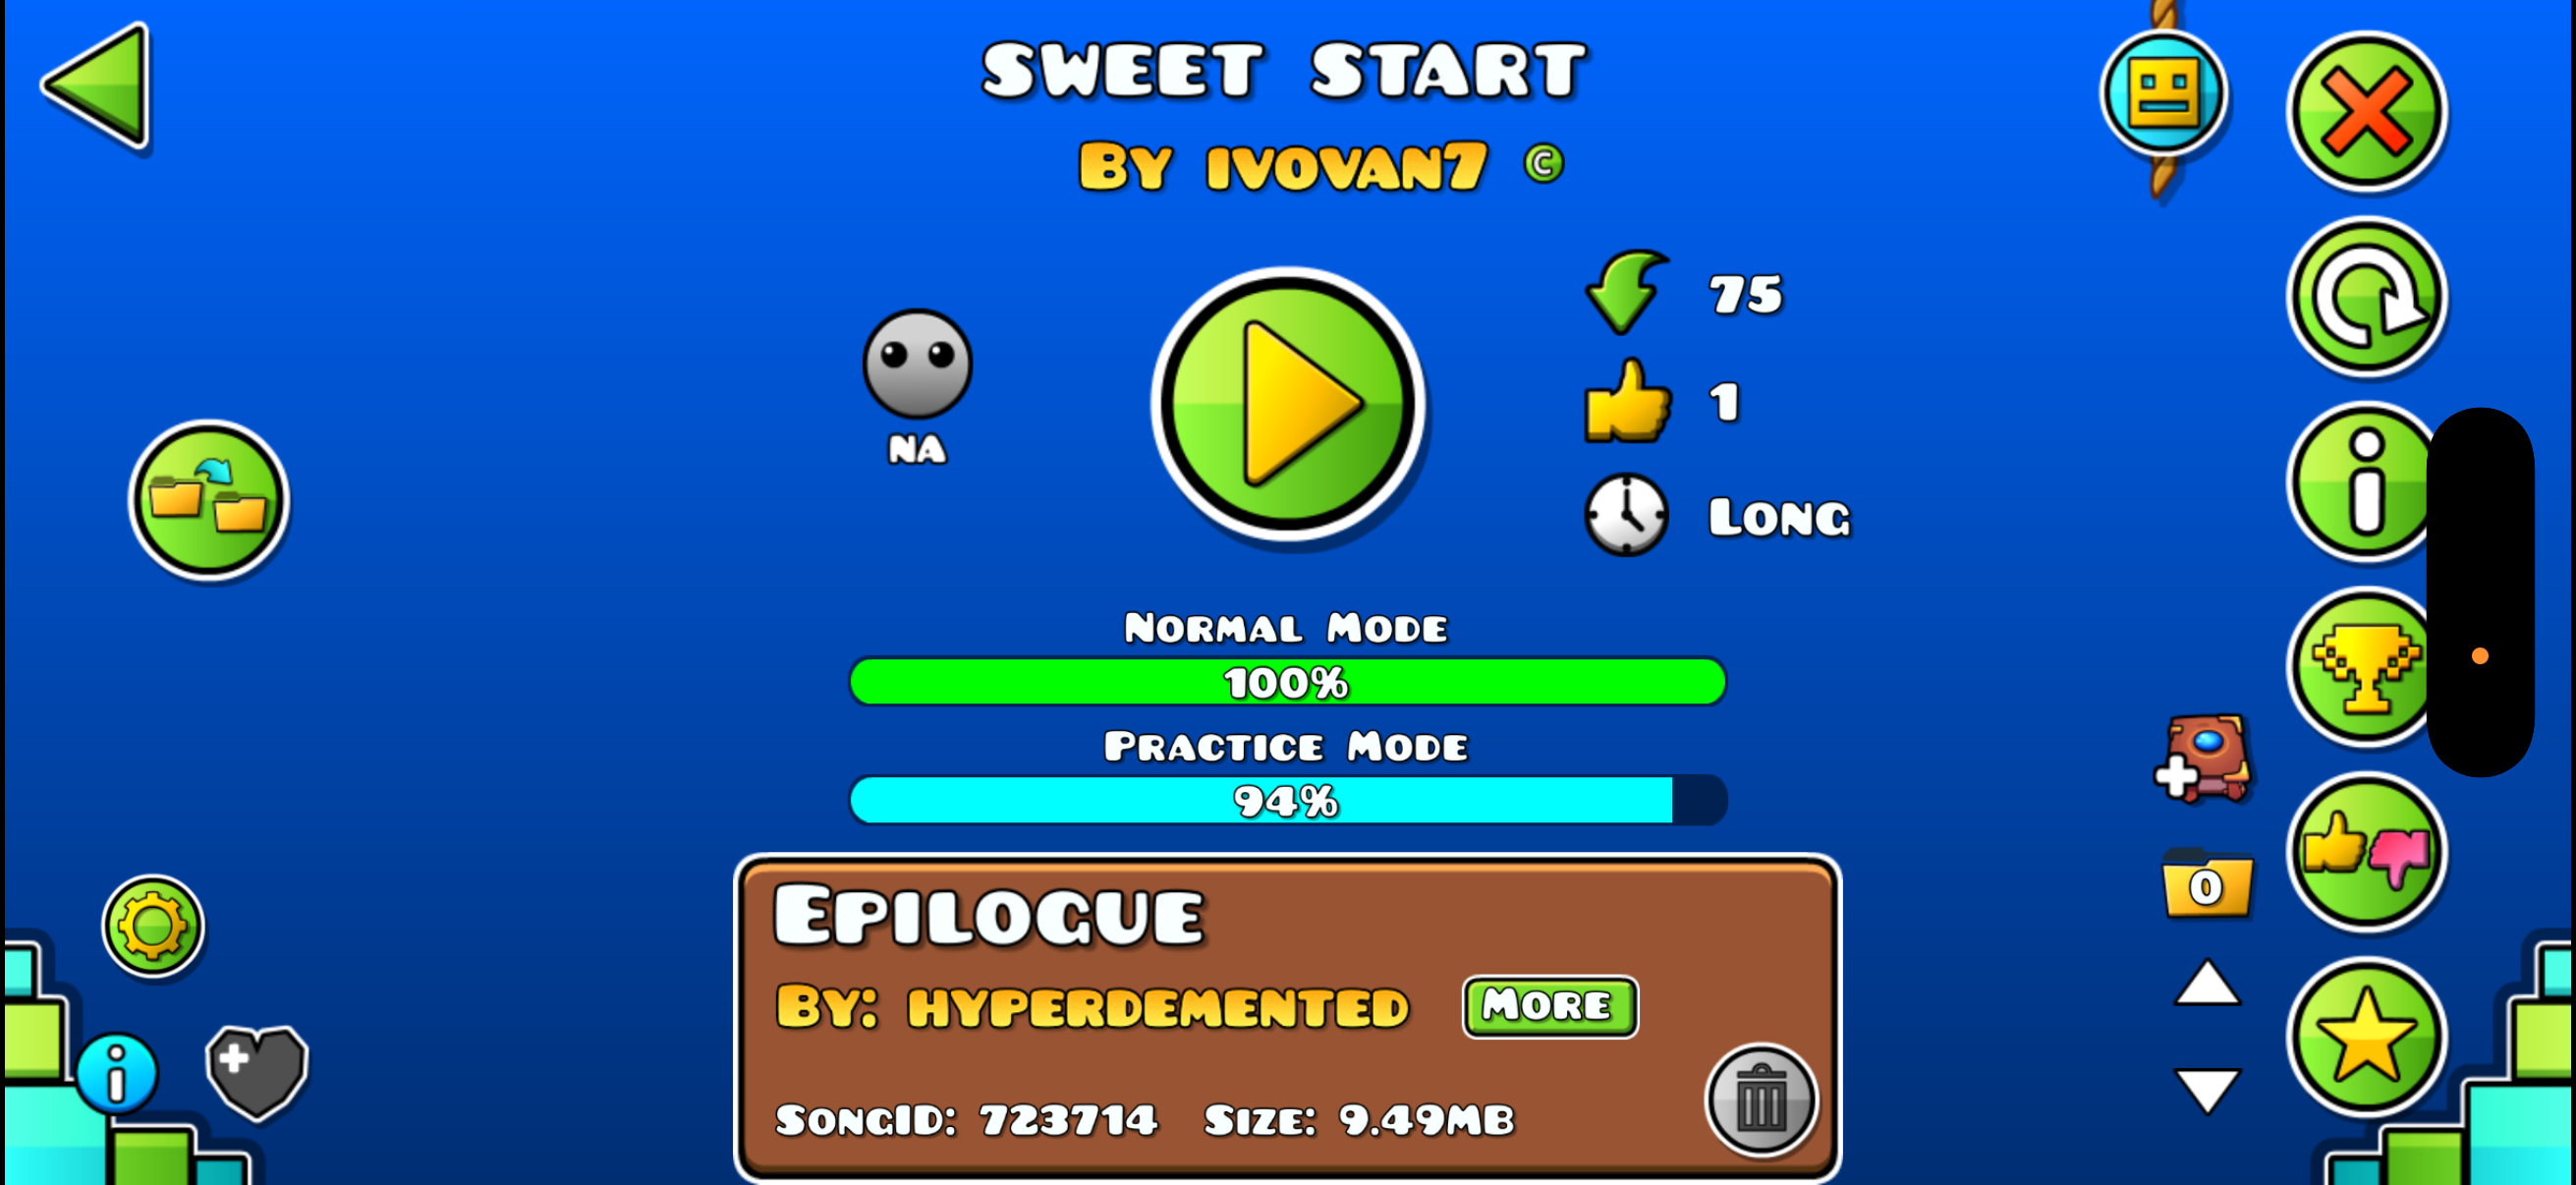 SWEET START
BY IVOVAN7 C
75
1
NA
LONG
NORMAL MODE
100%
PRACTICE MODE
94%
EPILOGUE
BY: HYPERDEMENTED MORE
SONGID: 723714 SIZE: 9.49MB
0